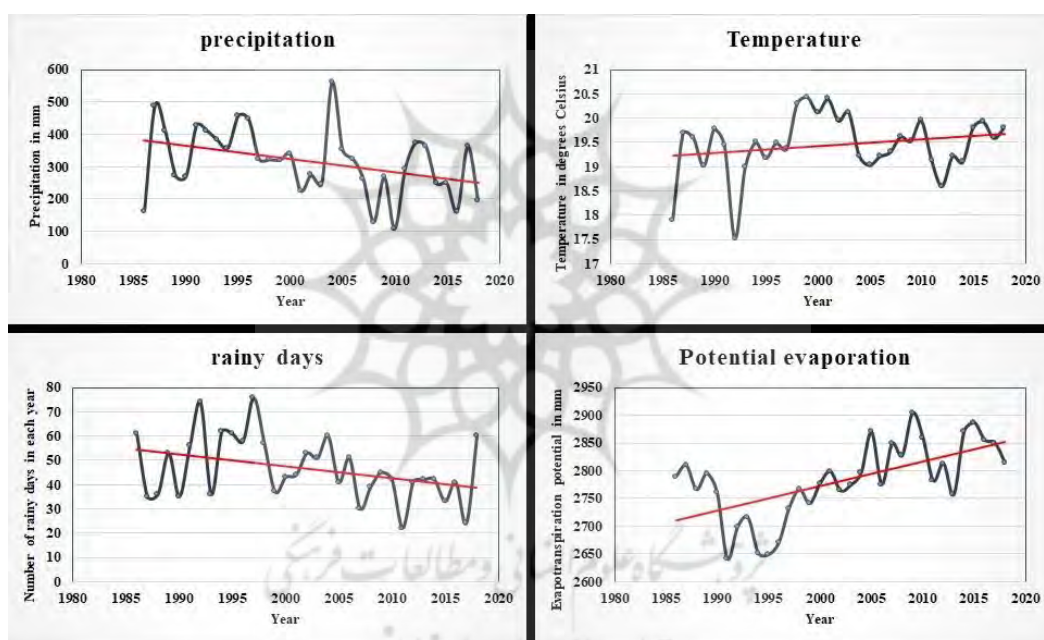 precipitation
Precipitation in mm
600
500
400
300
200
100
0
1980 1985 1990 1995 2000 2005 2010 2015 2020
Year
Temperature
Temperature in degrees Celsius
21
20.5
20
19.5
19
18.5
18
17.5
17
1980 1985 1990 1995 2000 2005 2010 2015 2020
Year
rainy days
Number of rainy days in each year
80
70
60
50
40
30
20
10
0
1980 1985 1990 1995 2000 2005 2010 2015 2020
Year
Potential evaporation
Evapotranspiration potential in mm
2950
2900
2850
2800
2750
2700
2650
2600
1980 1985 1990 1995 2000 2005 2010 2015 2020
Year
پژوهشگاه علوم انسانی و مطالعات فرهنگی